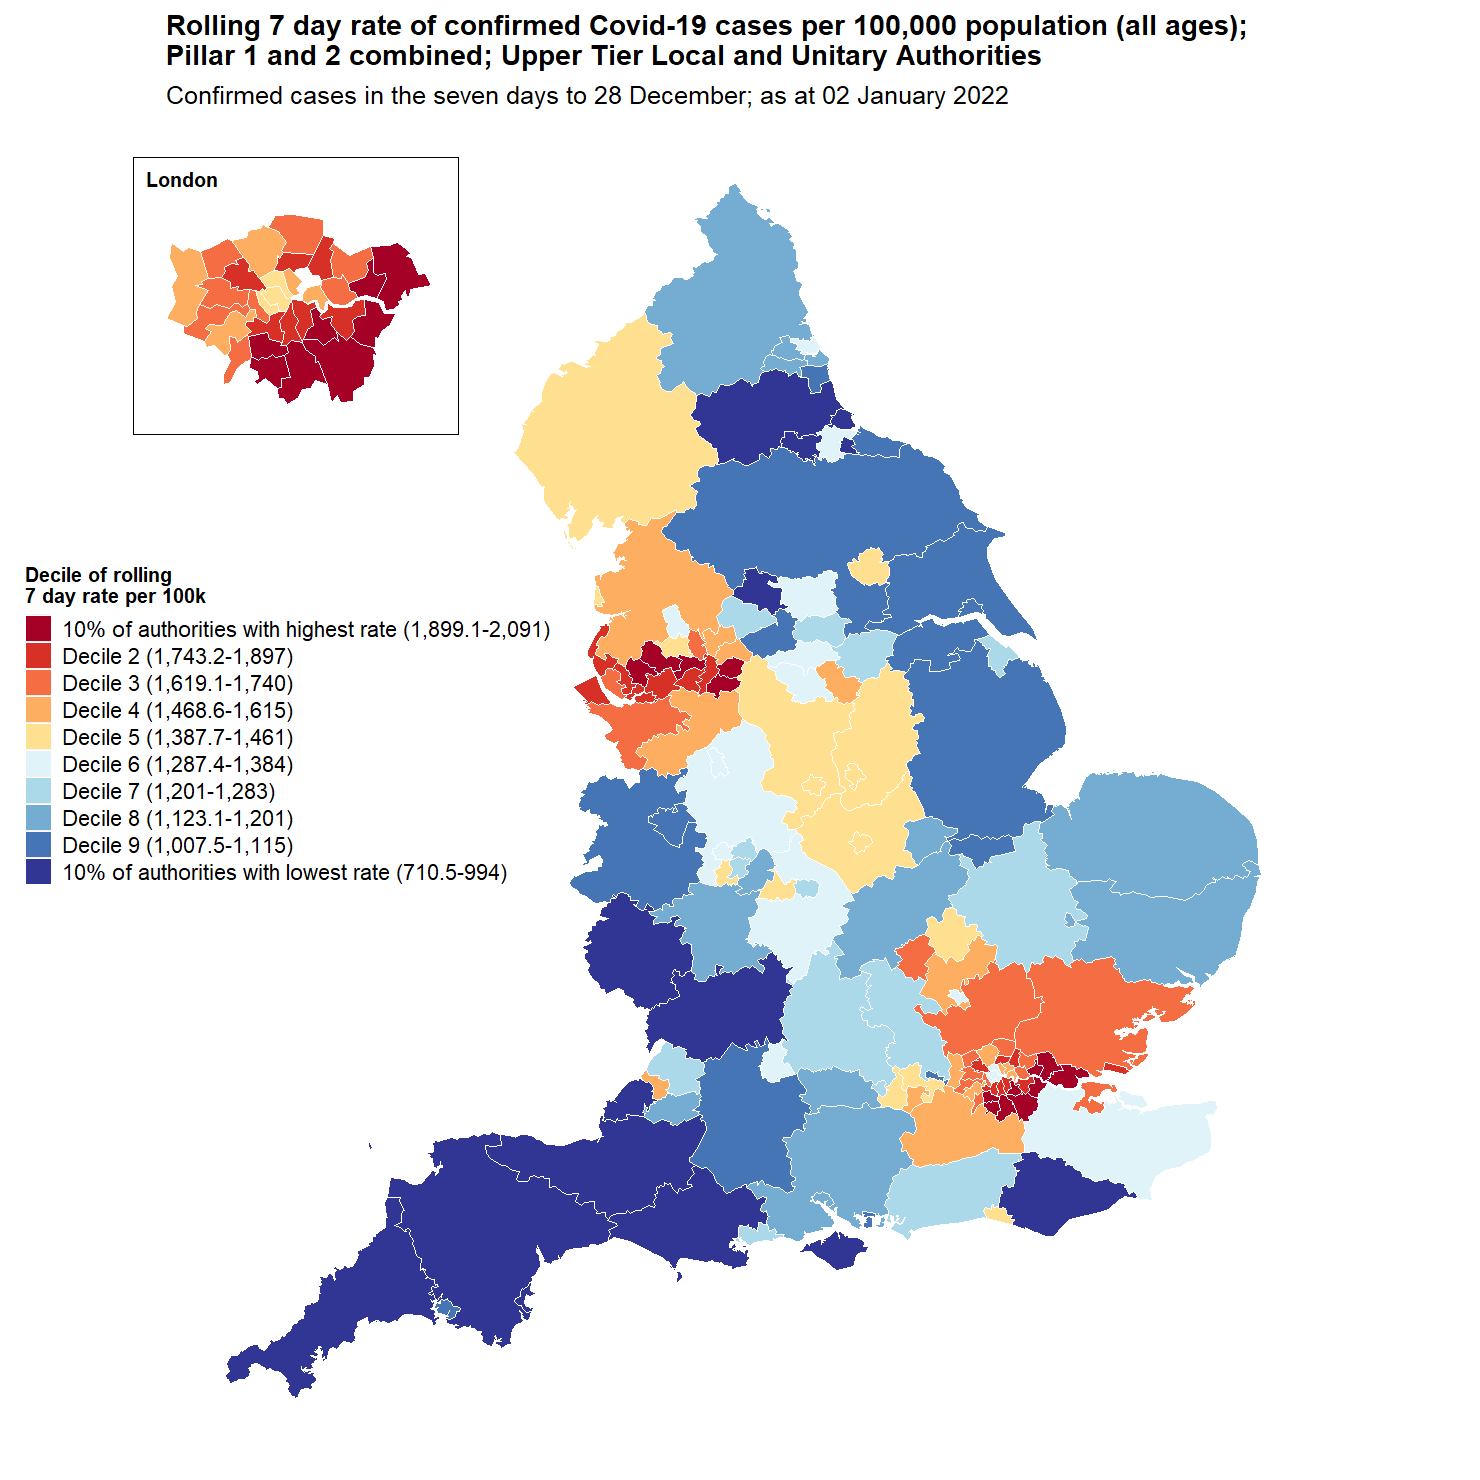 Rolling 7 day rate of confirmed Covid-19 cases per 100,000 population (all ages);
Pillar 1 and 2 combined; Upper Tier Local and Unitary Authorities
Confirmed cases in the seven days to 28 December; as at 02 January 2022
London
Decile of rolling
7 day rate per 100k
10% of authorities with highest rate (1,899.1-2,091)
Decile 2 (1,743.2-1,897)
Decile 3 (1,619.1-1,740)
Decile 4 (1,468.6-1,615)
Decile 5 (1,387.7-1,461)
Decile 6 (1,287.4-1,384)
Decile 7 (1,201-1,283)
Decile 8 (1,123.1-1,201)
Decile 9 (1,007.5-1,115)
10% of authorities with lowest rate (710.5-994)